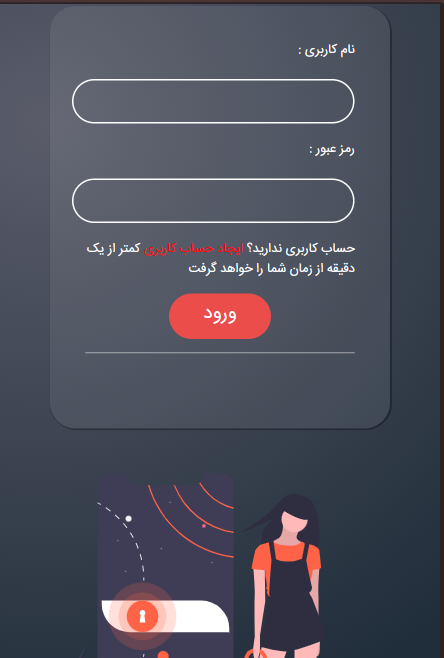 نام کاربری :
رمز عبور :
حساب کاربری ندارید؟ ایجاد حساب کاربری کمتر از یک
دقیقه از زمان شما را خواهد گرفت
ورود